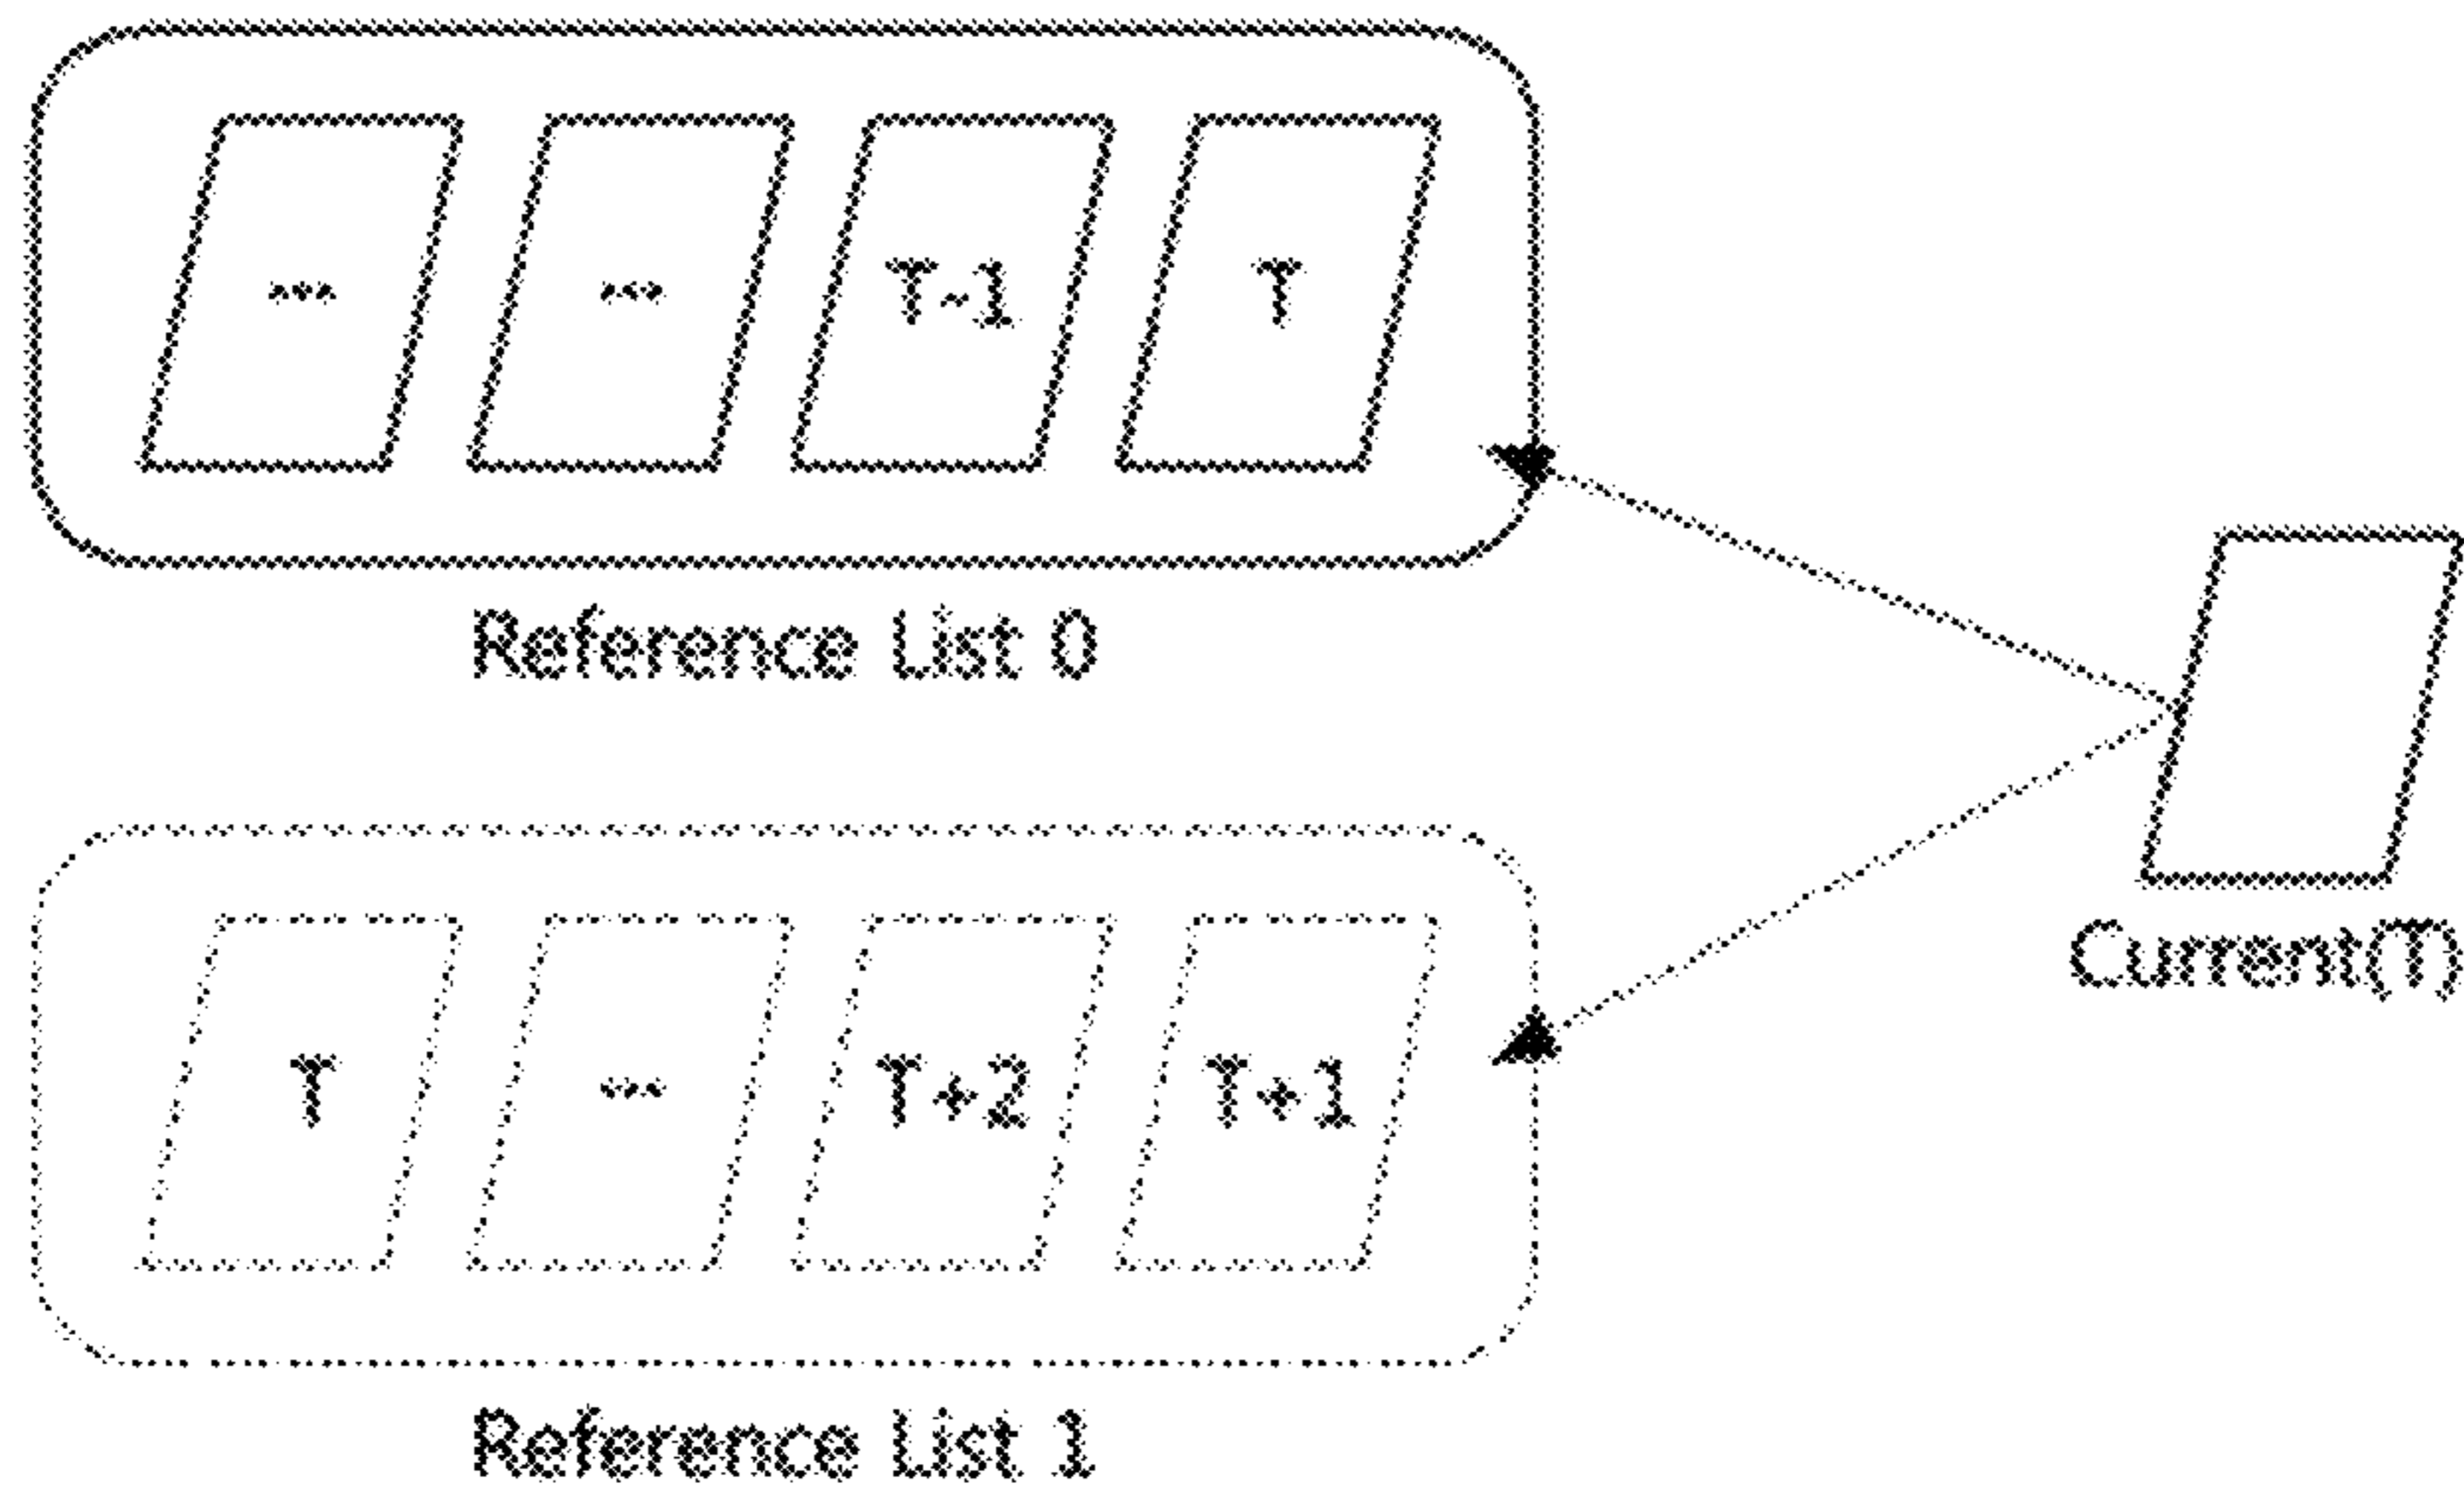 ... ... T-1 T
Reference List 0
Current(T)
T ... T+2 T+1
Reference List 1